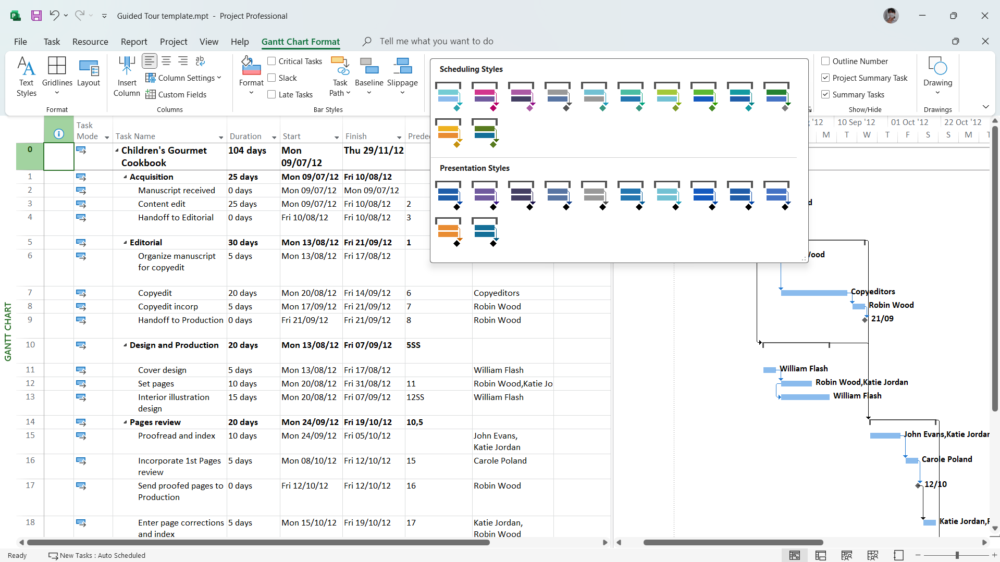 Guided Tour template.mpt - Project Professional
File Task Resource Report Project View Help Gantt Chart Format Tell me what you want to do
Text Styles
Gridlines
Layout
Format
Insert Column
Column Settings
Custom Fields
Columns
Format
Critical Tasks
Slack
Late Tasks
Task Path
Baseline
Slippage
Bar Styles
Scheduling Styles
Presentation Styles
Outline Number
Project Summary Task
Summary Tasks
Show/Hide
Drawing
Drawings
Task Mode Task Name Duration Start Finish
'12 10 Sep '12 01 Oct '12 22 Oct '12
M T W T F S S M
0 Children's Gourmet Cookbook 104 days Mon 09/07/12 Thu 29/11/12
1 Acquisition 25 days Mon 09/07/12 Fri 10/08/12
2 Manuscript received 0 days Mon 09/07/12 Mon 09/07/12
3 Content edit 25 days Mon 09/07/12 Fri 10/08/12 2
4 Handoff to Editorial 0 days Fri 10/08/12 Fri 10/08/12 3
5 Editorial 30 days Mon 13/08/12 Fri 21/09/12 1
6 Organize manuscript for copyedit 5 days Mon 13/08/12 Fri 17/08/12
7 Copyedit 20 days Mon 20/08/12 Fri 14/09/12 6 Copyeditors
8 Copyedit incorp 5 days Mon 17/09/12 Fri 21/09/12 7 Robin Wood
9 Handoff to Production 0 days Fri 21/09/12 Fri 21/09/12 8 Robin Wood
10 Design and Production 20 days Mon 13/08/12 Fri 07/09/12 5SS
11 Cover design 5 days Mon 13/08/12 Fri 17/08/12 William Flash
12 Set pages 10 days Mon 20/08/12 Fri 31/08/12 11 Robin Wood,Katie Jo
13 Interior illustration design 15 days Mon 20/08/12 Fri 07/09/12 12SS William Flash
14 Pages review 20 days Mon 24/09/12 Fri 19/10/12 10,5
15 Proofread and index 10 days Mon 24/09/12 Fri 05/10/12 John Evans, Katie Jordan
16 Incorporate 1st Pages review 5 days Mon 08/10/12 Fri 12/10/12 15 Carole Poland
17 Send proofed pages to Production 0 days Fri 12/10/12 Fri 12/10/12 16 Robin Wood
18 Enter page corrections and index 5 days Mon 15/10/12 Fri 19/10/12 17 Katie Jordan, Robin Wood
Copyeditors
Robin Wood
21/09
William Flash
Robin Wood,Katie Jordan
William Flash
John Evans,Katie Jordan
Carole Poland
12/10
Katie Jordan,
GANTT CHART
Ready New Tasks : Auto Scheduled